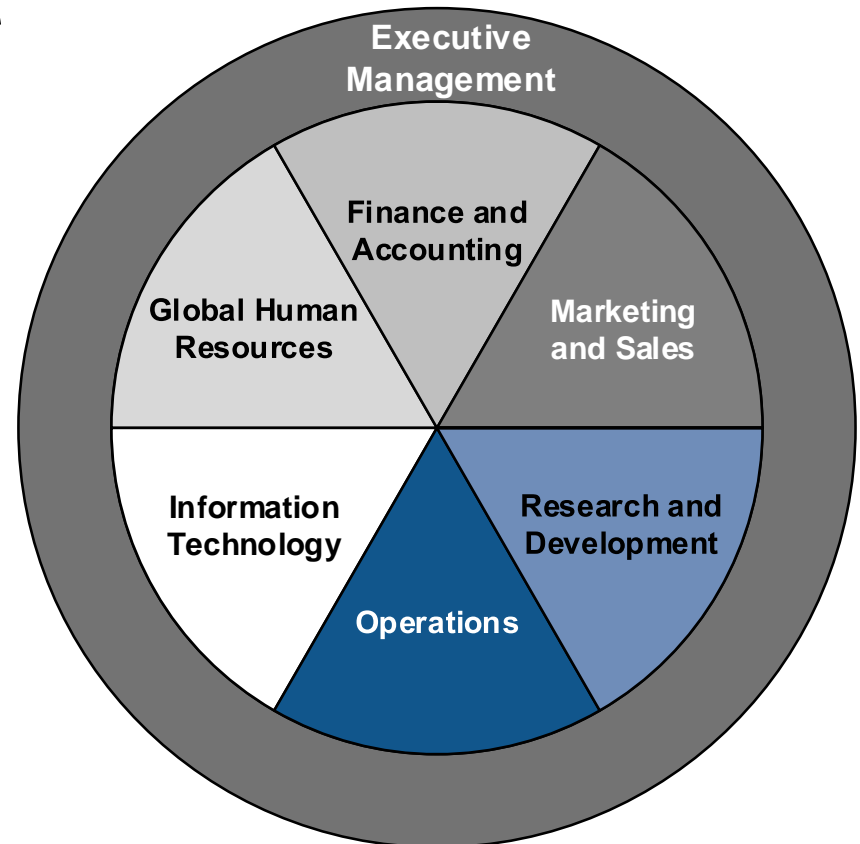 Executive
Management
Finance and
Accounting
Global Human
Resources
Marketing
and Sales
Information
Technology
Research and
Development
Operations